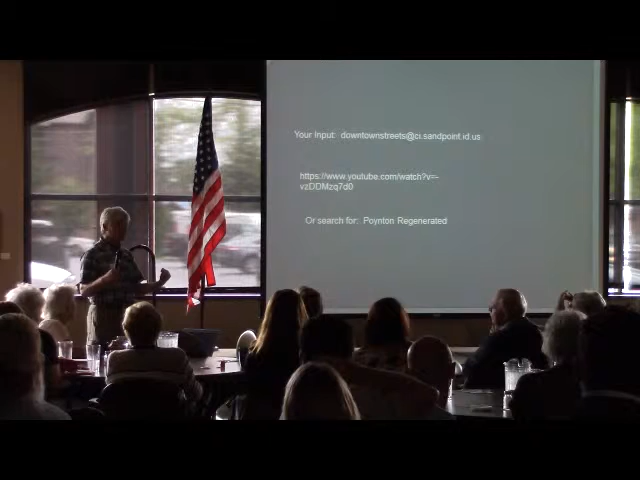 Your Input: downtownstreets@ci.sandpoint.id.us
https://www.youtube.com/watch?v=-
vzDDMzq7d0
Or search for: Poynton Regenerated